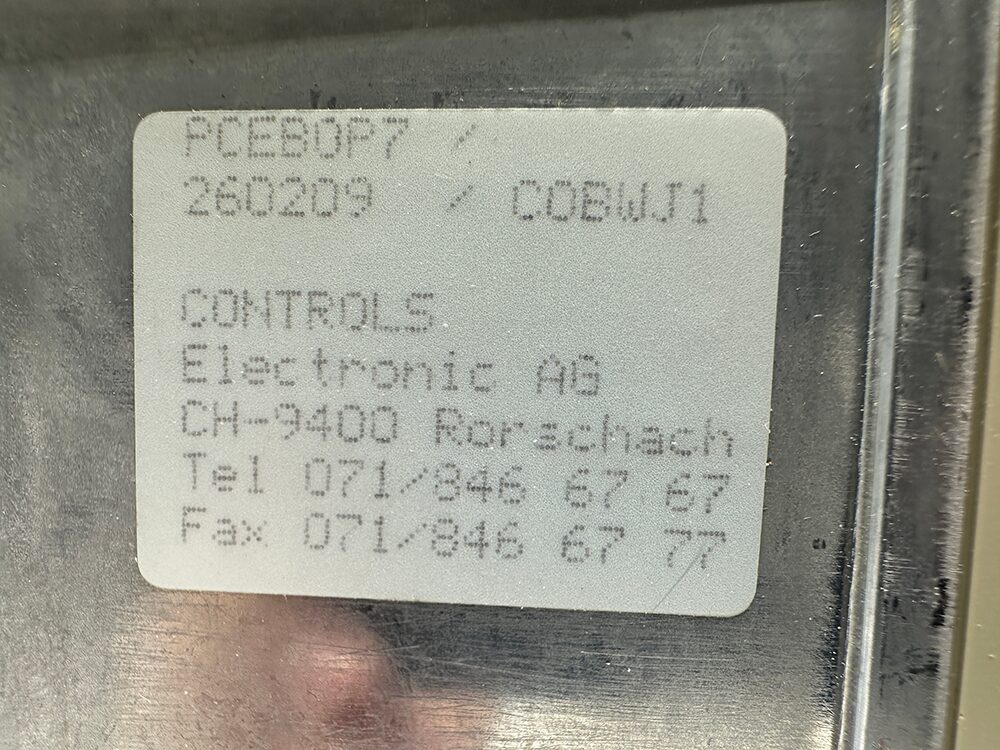 PCEBOP7 /
260209 / COBWJ1
CONTROLS
Electronic AG
CH-9400 Rorschach
Tel 071/846 67 67
Fax 071/846 67 77